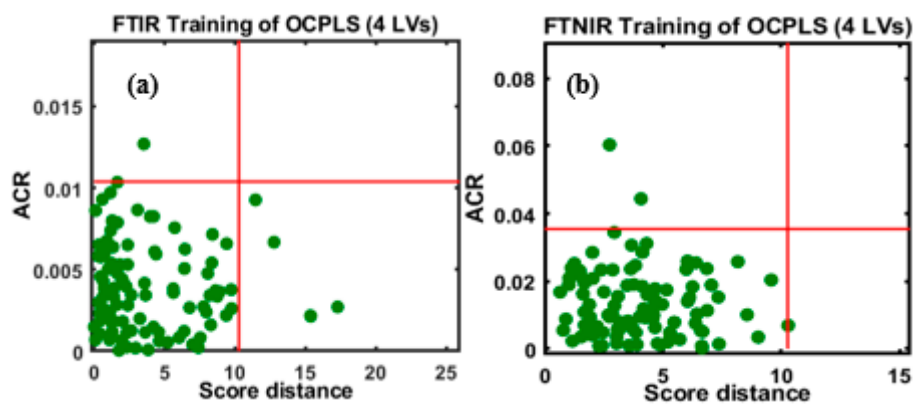 FTIR Training of OCPLS (4 LVs)
(a)
ACR
0.015
0.01
0.005
0
0 5 10 15 20 25
Score distance
FTNIR Training of OCPLS (4 LVs)
(b)
ACR
0.08
0.06
0.04
0.02
0
0 5 10 15
Score distance